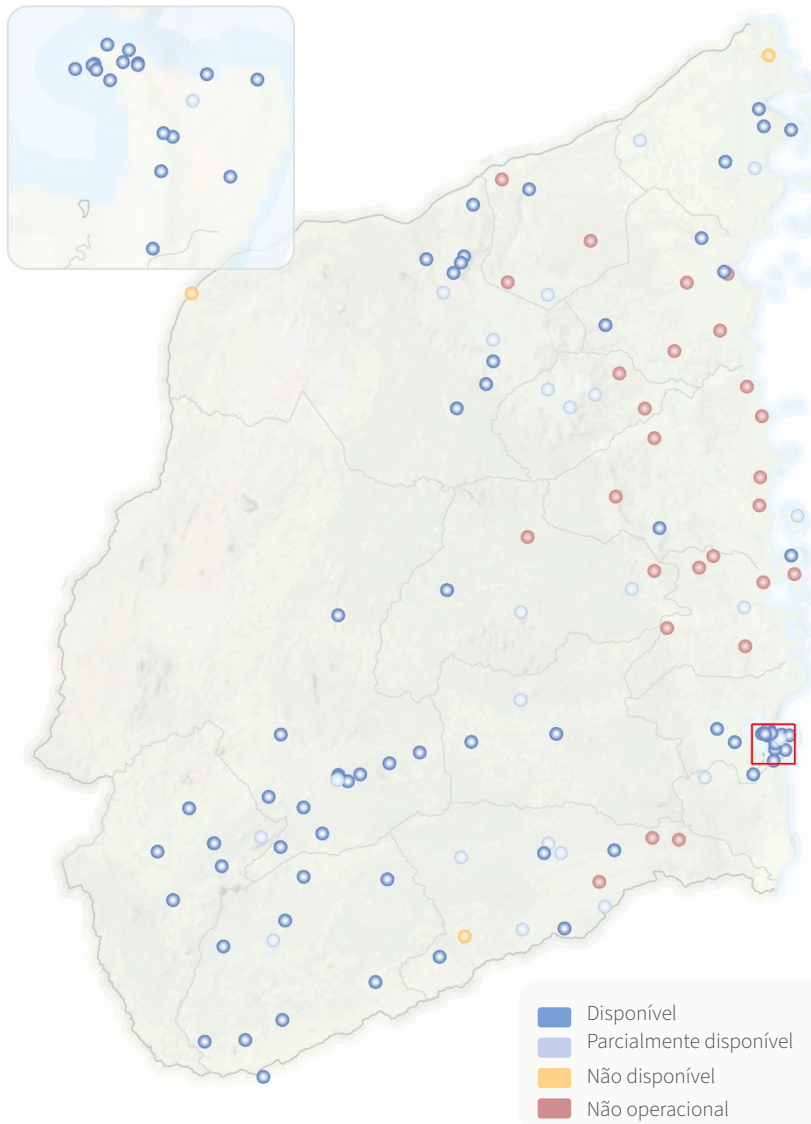 Disponível
Parcialmente disponível
Não disponível
Não operacional